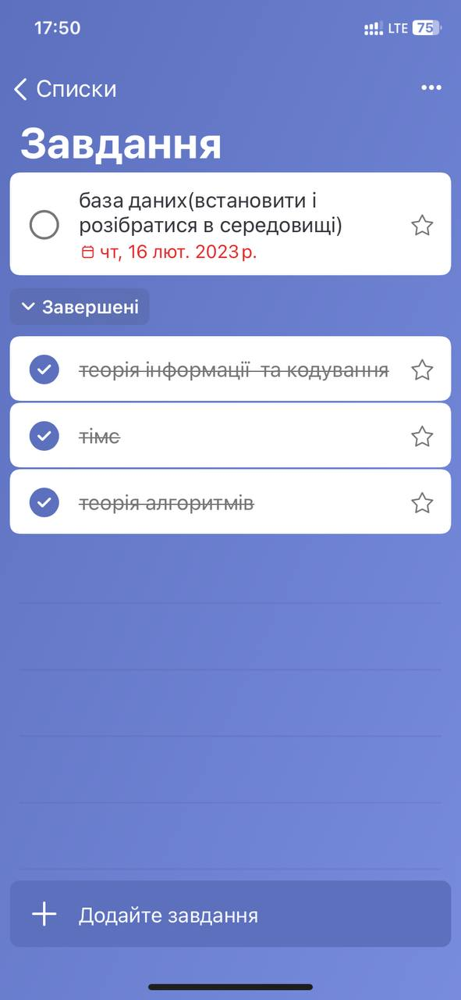 17:50
LTE 75
Списки
Завдання
база даних(встановити і
розібратися в середовищі)
чт, 16 лют. 2023 р.
Завершені
теорія інформації та кодування
тімс
теорія алгоритмів
Додайте завдання